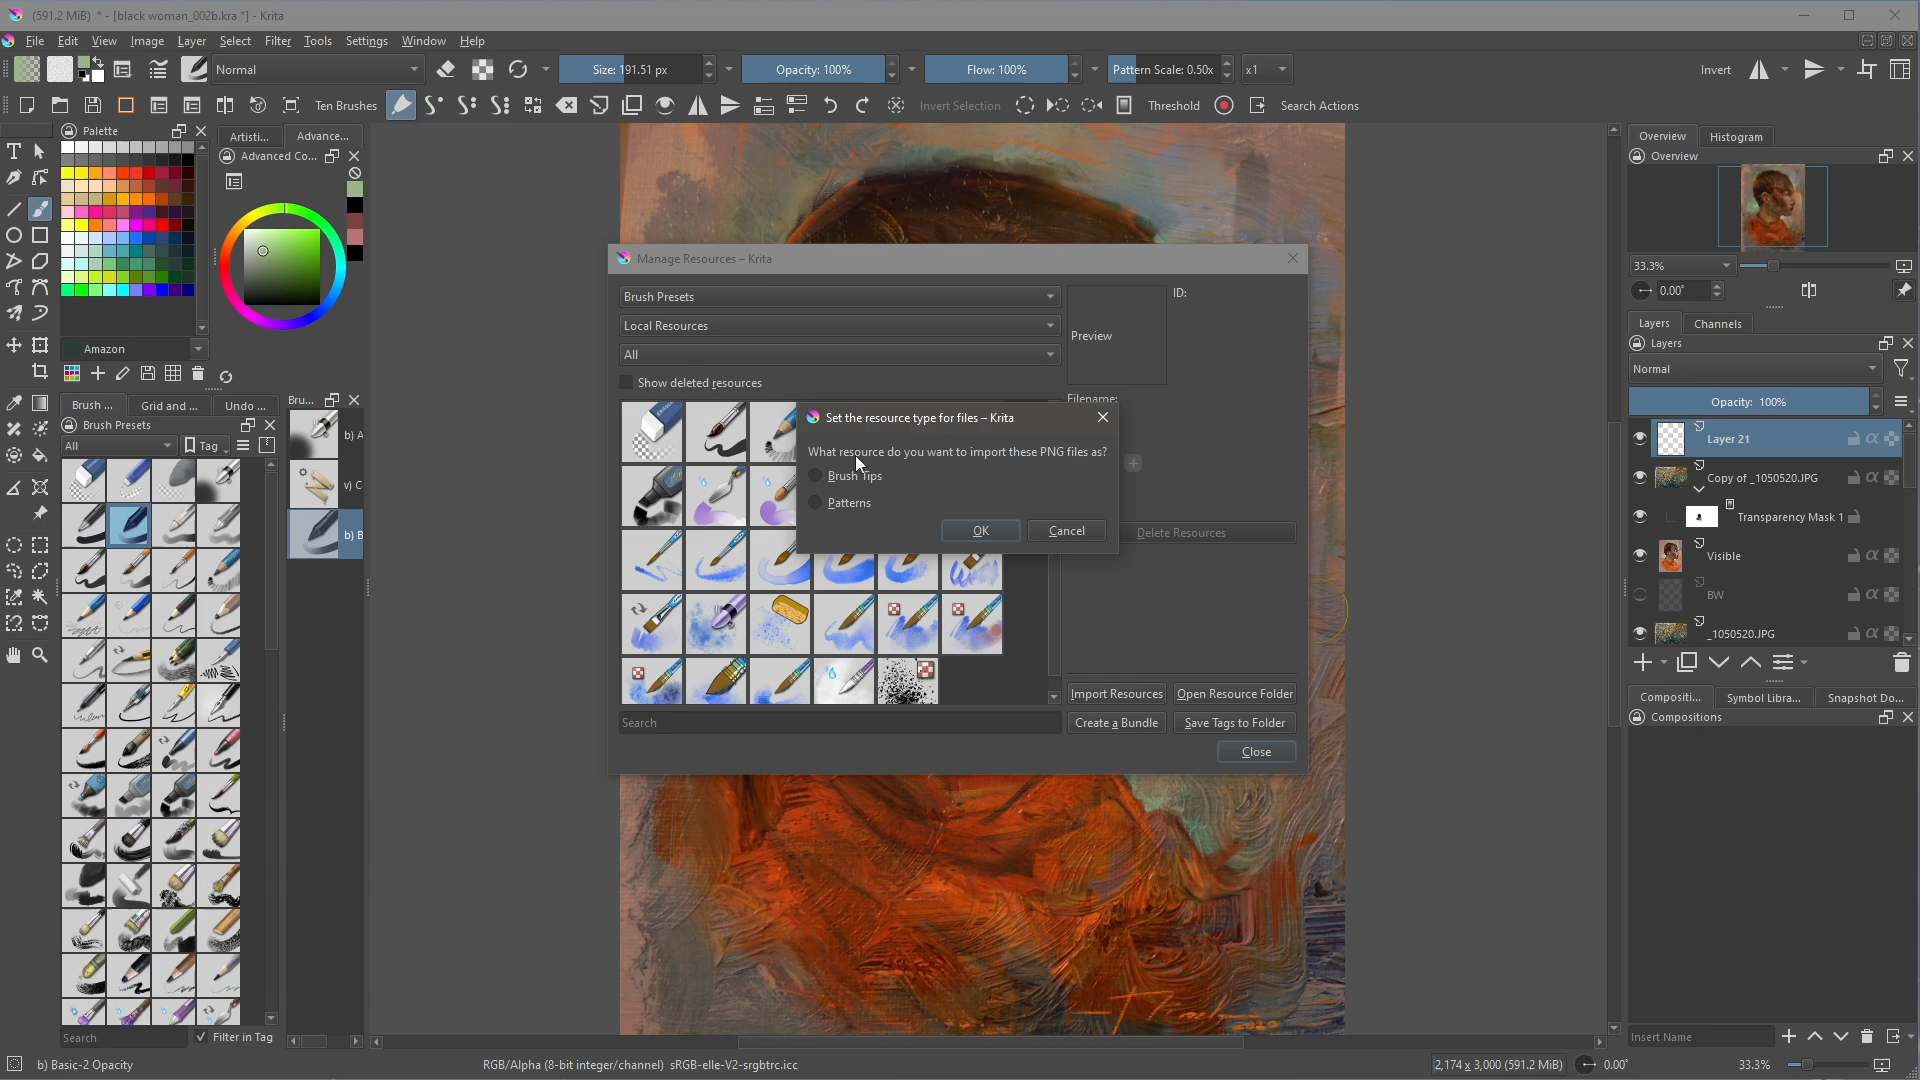 (591.2 MiB) * - [black woman_002b.kra *] - Krita
File Edit View Image Layer Select Filter Tools Settings Window Help
Normal Size: 191.51 px Opacity: 100% Flow: 100% Pattern Scale: 0.50x x1 Invert
Ten Brushes Invert Selection Threshold Search Actions
Palette
Artisti... Advance...
Advanced Co...
Overview Histogram
Overview
33.3%
0.00°
Amazon
Layers Channels
Layers
Normal
Opacity: 100%
Layer 21
Copy of _1050520.JPG
Transparency Mask 1
Visible
BW
_1050520.JPG
Compositi... Symbol Libra... Snapshot Do...
Compositions
Insert Name
Brush ... Grid and ... Undo ...
Brush Presets
All Tag
Bru...
b) A
v) C
b) B
Search Filter in Tag
Manage Resources – Krita
Brush Presets
Local Resources
All
Show deleted resources
Preview
ID:
Filename:
Set the resource type for files – Krita
What resource do you want to import these PNG files as?
Brush Tips
Patterns
OK Cancel
Delete Resources
Import Resources Open Resource Folder
Search
Create a Bundle Save Tags to Folder
Close
b) Basic-2 Opacity
RGB/Alpha (8-bit integer/channel) sRGB-elle-V2-srgbtrc.icc
2,174 x 3,000 (591.2 MiB) 0.00° 33.3%
2020